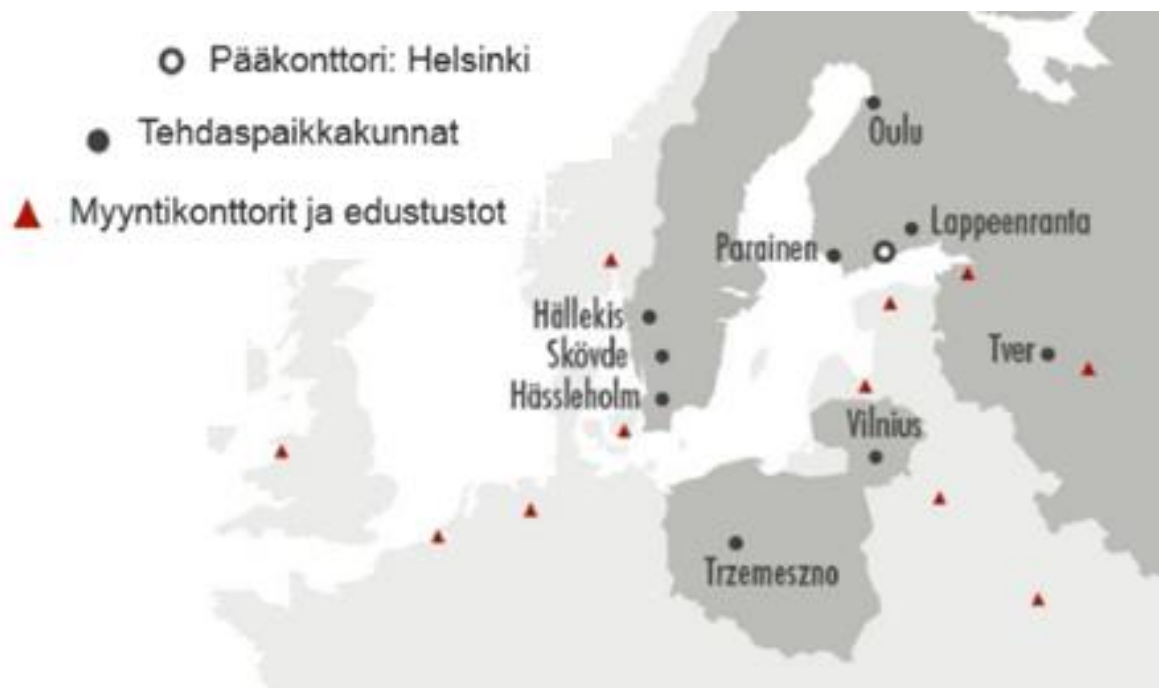 Pääkonttori: Helsinki
Tehdaspaikkakunnat
Myyntikonttorit ja edustustot
Oulu
Lappeenranta
Parainen
Hällekis
Skövde
Hässleholm
Tver
Vilnius
Trzemeszno